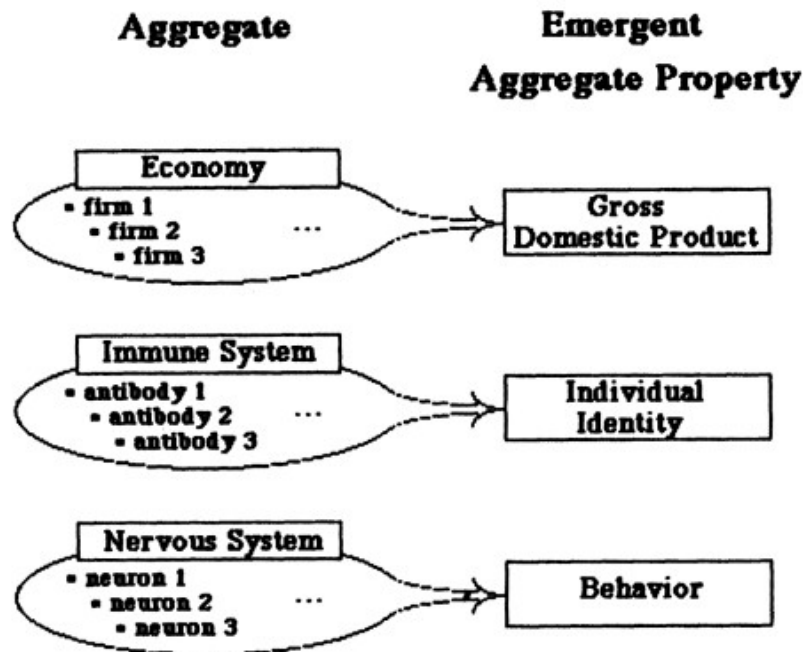 Aggregate
Emergent
Aggregate Property
Economy
▪ firm 1
▪ firm 2
...
▪ firm 3
Gross
Domestic Product
Immune System
▪ antibody 1
▪ antibody 2
...
▪ antibody 3
Individual
Identity
Nervous System
▪ neuron 1
▪ neuron 2
...
▪ neuron 3
Behavior